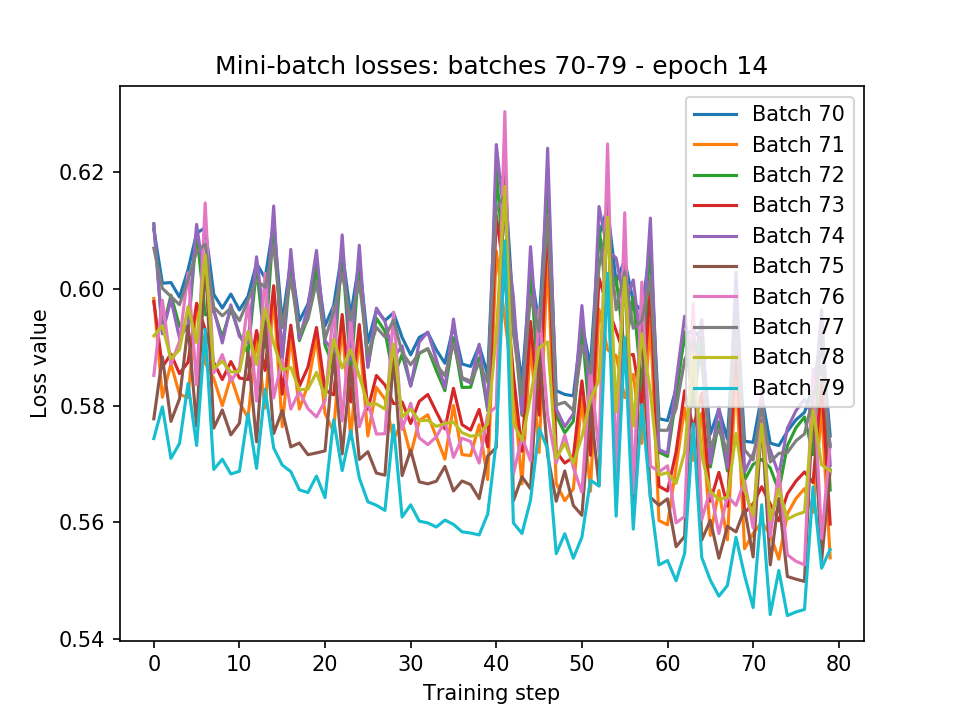 Mini-batch losses: batches 70-79 - epoch 14
Loss value
0.62
0.60
0.58
0.56
0.54
Batch 70
Batch 71
Batch 72
Batch 73
Batch 74
Batch 75
Batch 76
Batch 77
Batch 78
Batch 79
0 10 20 30 40 50 60 70 80
Training step